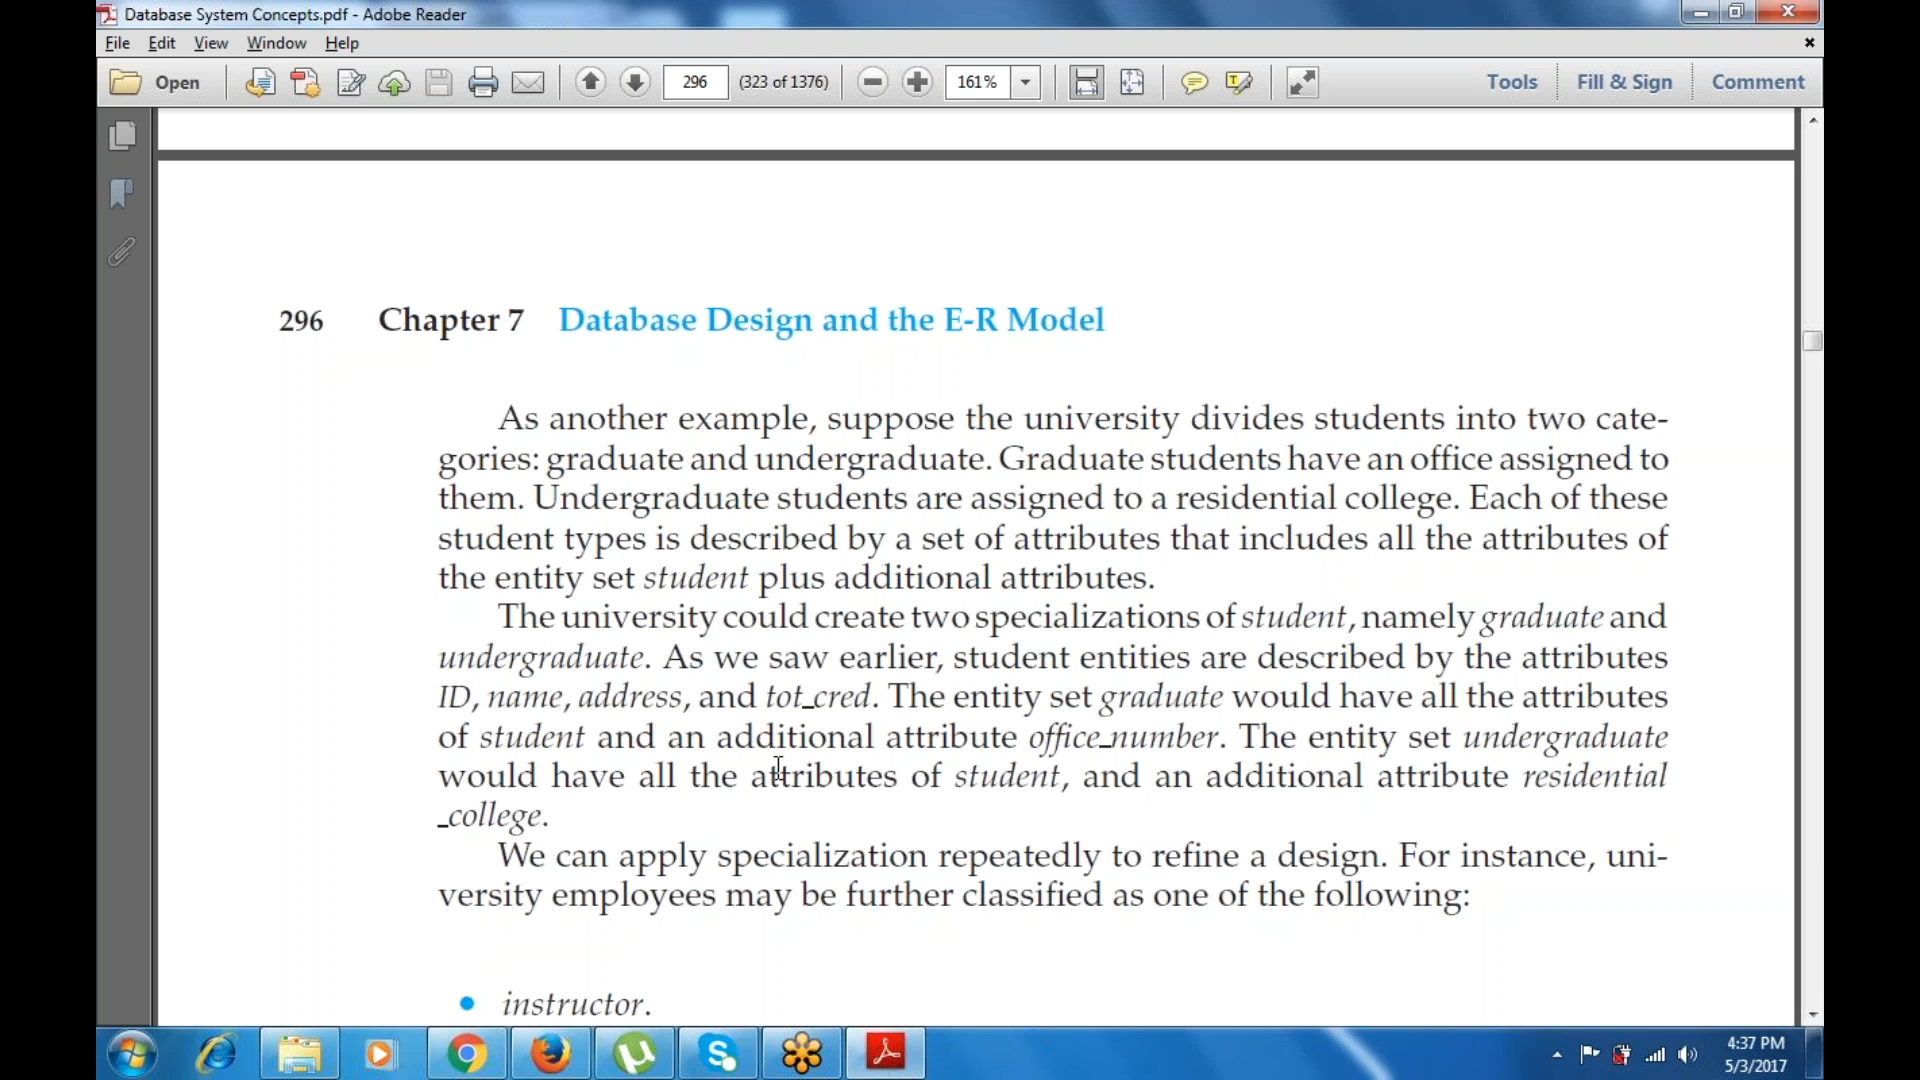 Database System Concepts.pdf - Adobe Reader
File Edit View Window Help
Open 296 (323 of 1376) 161% Tools Fill & Sign Comment
296 Chapter 7 Database Design and the E-R Model
As another example, suppose the university divides students into two cate-
gories: graduate and undergraduate. Graduate students have an office assigned to
them. Undergraduate students are assigned to a residential college. Each of these
student types is described by a set of attributes that includes all the attributes of
the entity set student plus additional attributes.
The university could create two specializations of student, namely graduate and
undergraduate. As we saw earlier, student entities are described by the attributes
ID, name, address, and tot_cred. The entity set graduate would have all the attributes
of student and an additional attribute office_number. The entity set undergraduate
would have all the attributes of student, and an additional attribute residential
_college.
We can apply specialization repeatedly to refine a design. For instance, uni-
versity employees may be further classified as one of the following:
• instructor.
4:37 PM
5/3/2017